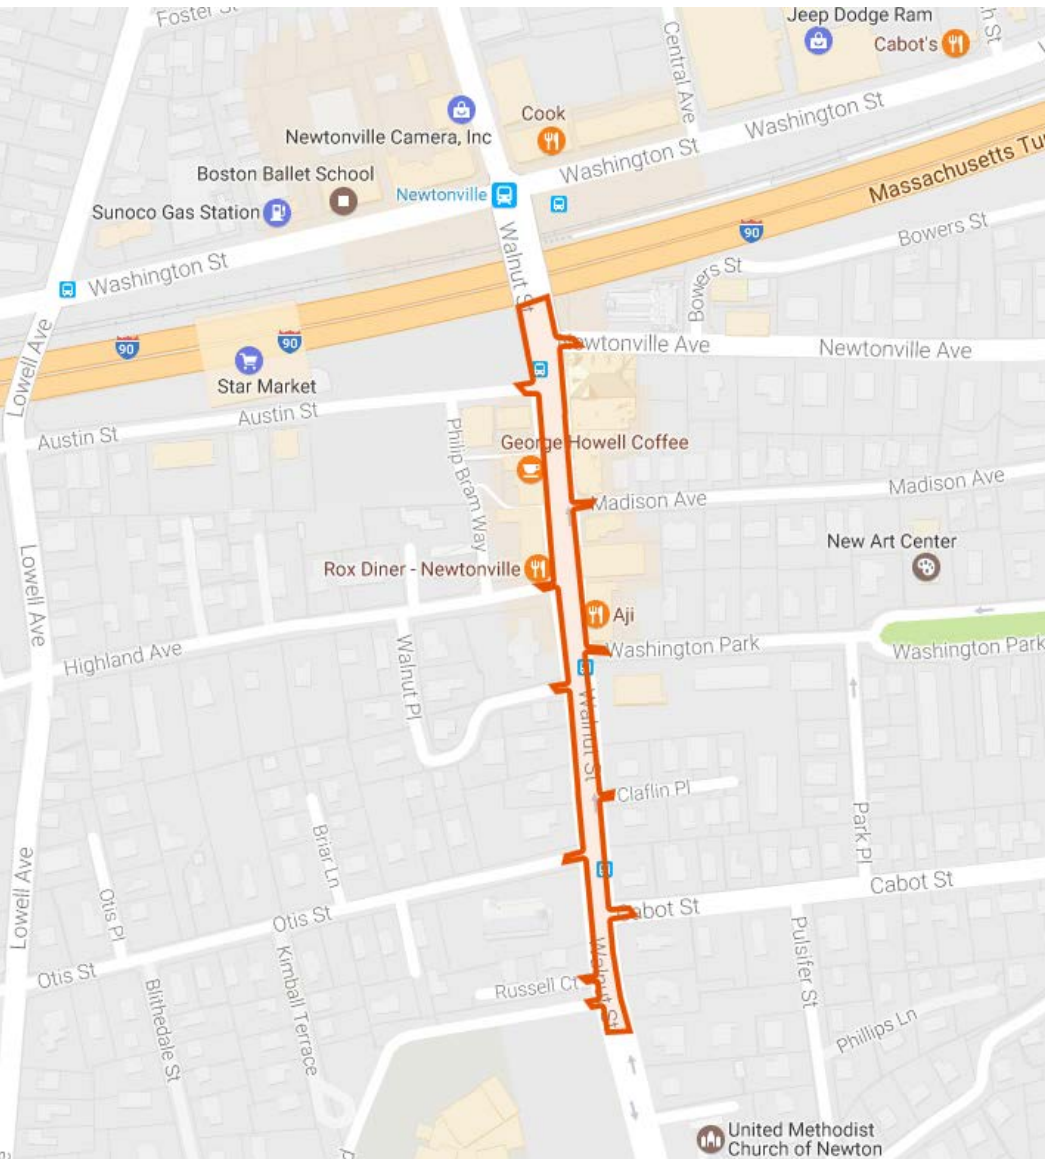 Foster St
Jeep Dodge Ram
Cabot's
Central Ave
Cook
Newtonville Camera, Inc
Washington St
Washington St
Boston Ballet School
Newtonville
Massachusetts Tu
Sunoco Gas Station
Walnut St
90
Bowers St
Washington St
Bowers St
90
90
Lowell Ave
Newtonville Ave
Star Market
Austin St
Austin St
Philip Bram Way
George Howell Coffee
Madison Ave
Madison Ave
New Art Center
Lowell Ave
Rox Diner - Newtonville
Aji
Highland Ave
Walnut Pl
Washington Park
Washington Park
Walnut St
Claflin Pl
Park Pl
Briar Ln
Lowell Ave
Otis Pl
Otis St
Cabot St
Otis St
Blithedale St
Kimball Terrace
Walnut St
Russell Ct
Pulsifer St
Phillips Ln
United Methodist
Church of Newton